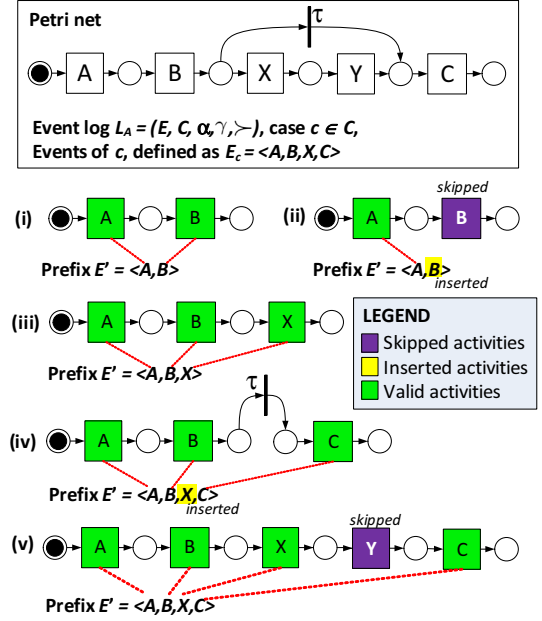 Petri net
τ
A B X Y C
Event log L_A = (E, C, α,γ,≻), case c ∈ C,
Events of c, defined as E_c = <A,B,X,C>
(i) A B
Prefix E' = <A,B>
skipped
(ii) A B
Prefix E' = <A,B>
inserted
(iii) A B X
Prefix E' = <A,B,X>
LEGEND
Skipped activities
Inserted activities
Valid activities
τ
(iv) A B C
Prefix E' = <A,B,X,C>
inserted
skipped
(v) A B X Y C
Prefix E' = <A,B,X,C>